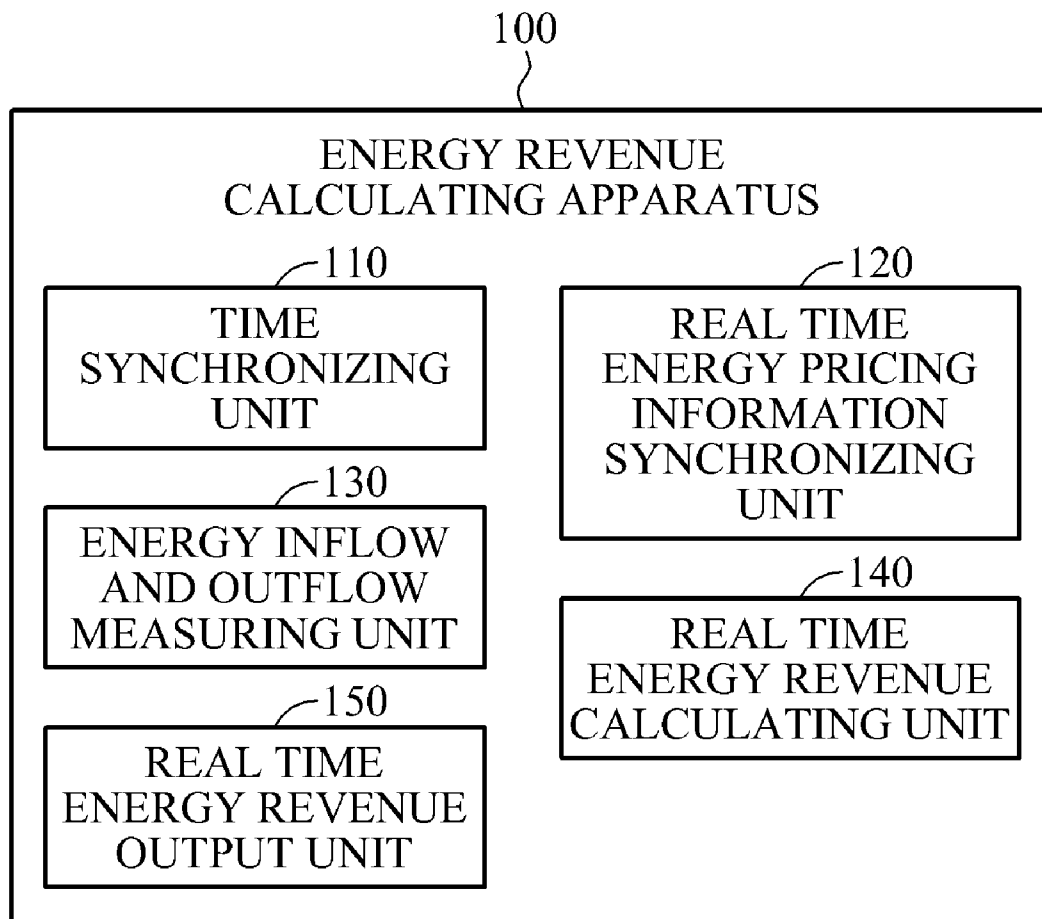 100
ENERGY REVENUE
CALCULATING APPARATUS
110
TIME
SYNCHRONIZING
UNIT
120
REAL TIME
ENERGY PRICING
INFORMATION
SYNCHRONIZING
UNIT
130
ENERGY INFLOW
AND OUTFLOW
MEASURING UNIT
140
REAL TIME
ENERGY REVENUE
CALCULATING UNIT
150
REAL TIME
ENERGY REVENUE
OUTPUT UNIT